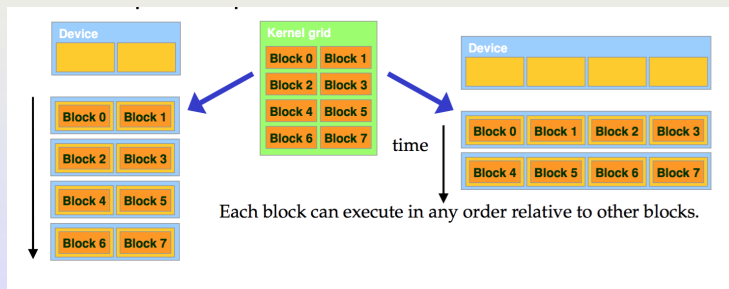 Device
Kernel grid
Block 0 Block 1
Block 2 Block 3
Block 4 Block 5
Block 6 Block 7
Device
Block 0 Block 1
Block 2 Block 3
Block 4 Block 5
Block 6 Block 7
time
Block 0 Block 1 Block 2 Block 3
Block 4 Block 5 Block 6 Block 7
Each block can execute in any order relative to other blocks.